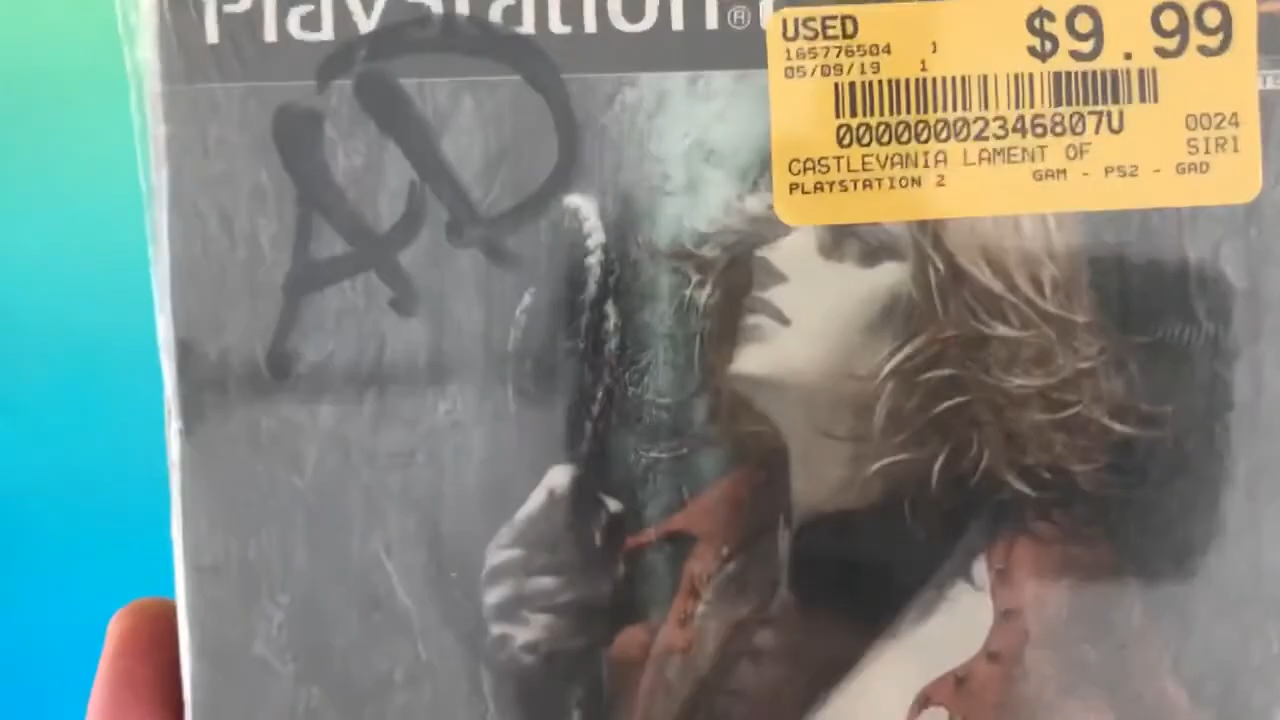 PlayStation®
AD
USED $9.99
165776504 1
05/09/19 1
00000002346807U 0024
CASTLEVANIA LAMENT OF SIR1
PLAYSTATION 2 GAM - PS2 - GAD